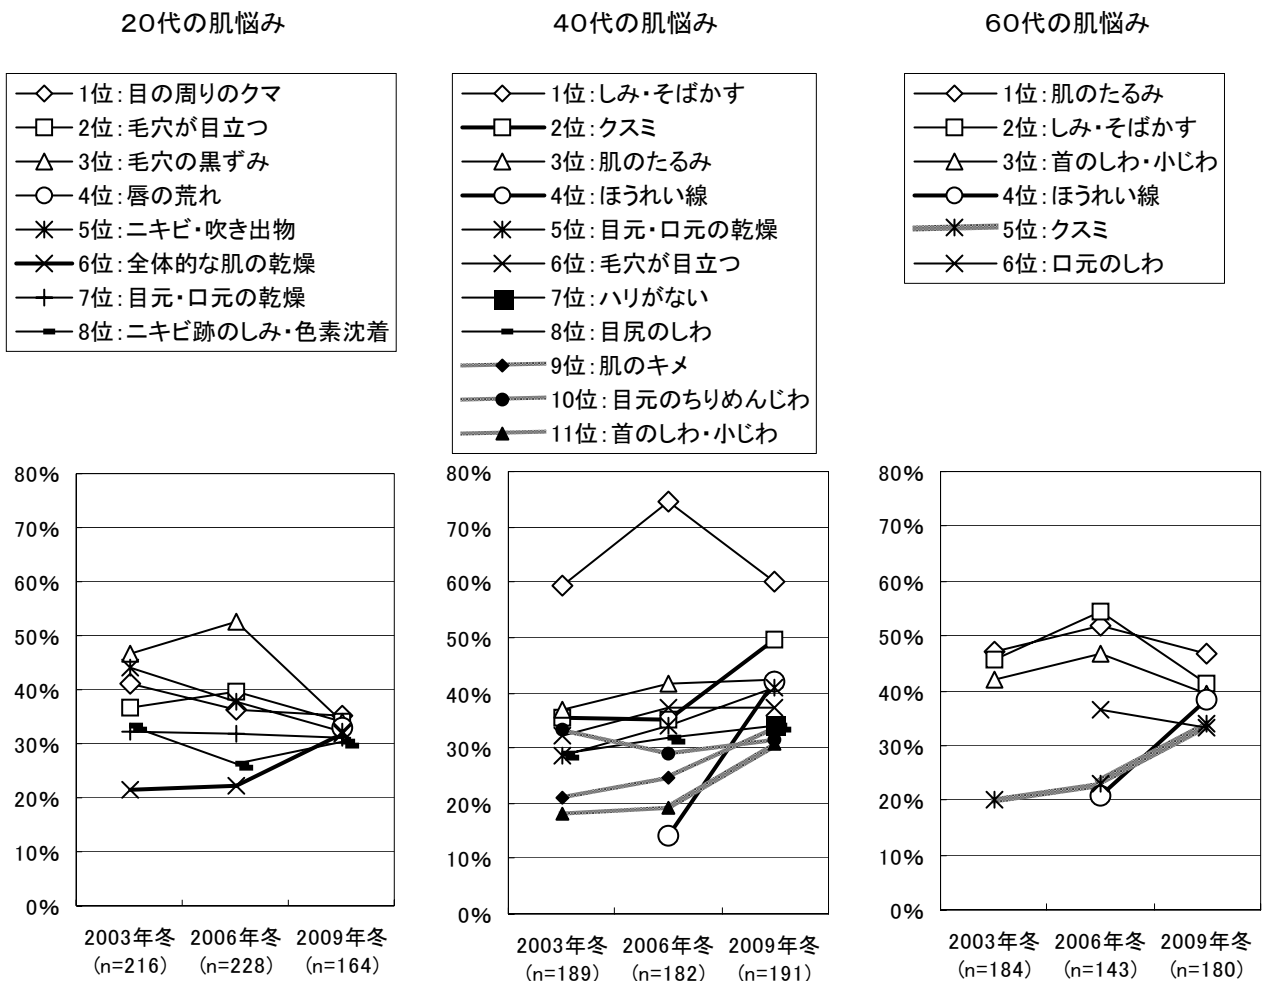 20代の肌悩み
1位:目の周りのクマ
2位:毛穴が目立つ
3位:毛穴の黒ずみ
4位:唇の荒れ
5位:ニキビ・吹き出物
6位:全体的な肌の乾燥
7位:目元・口元の乾燥
8位:ニキビ跡のしみ・色素沈着
80%
70%
60%
50%
40%
30%
20%
10%
0%
2003年冬 2006年冬 2009年冬
(n=216) (n=228) (n=164)
40代の肌悩み
1位:しみ・そばかす
2位:クスミ
3位:肌のたるみ
4位:ほうれい線
5位:目元・口元の乾燥
6位:毛穴が目立つ
7位:ハリがない
8位:目尻のしわ
9位:肌のキメ
10位:目元のちりめんじわ
11位:首のしわ・小じわ
80%
70%
60%
50%
40%
30%
20%
10%
0%
2003年冬 2006年冬 2009年冬
(n=189) (n=182) (n=191)
60代の肌悩み
1位:肌のたるみ
2位:しみ・そばかす
3位:首のしわ・小じわ
4位:ほうれい線
5位:クスミ
6位:口元のしわ
80%
70%
60%
50%
40%
30%
20%
10%
0%
2003年冬 2006年冬 2009年冬
(n=184) (n=143) (n=180)